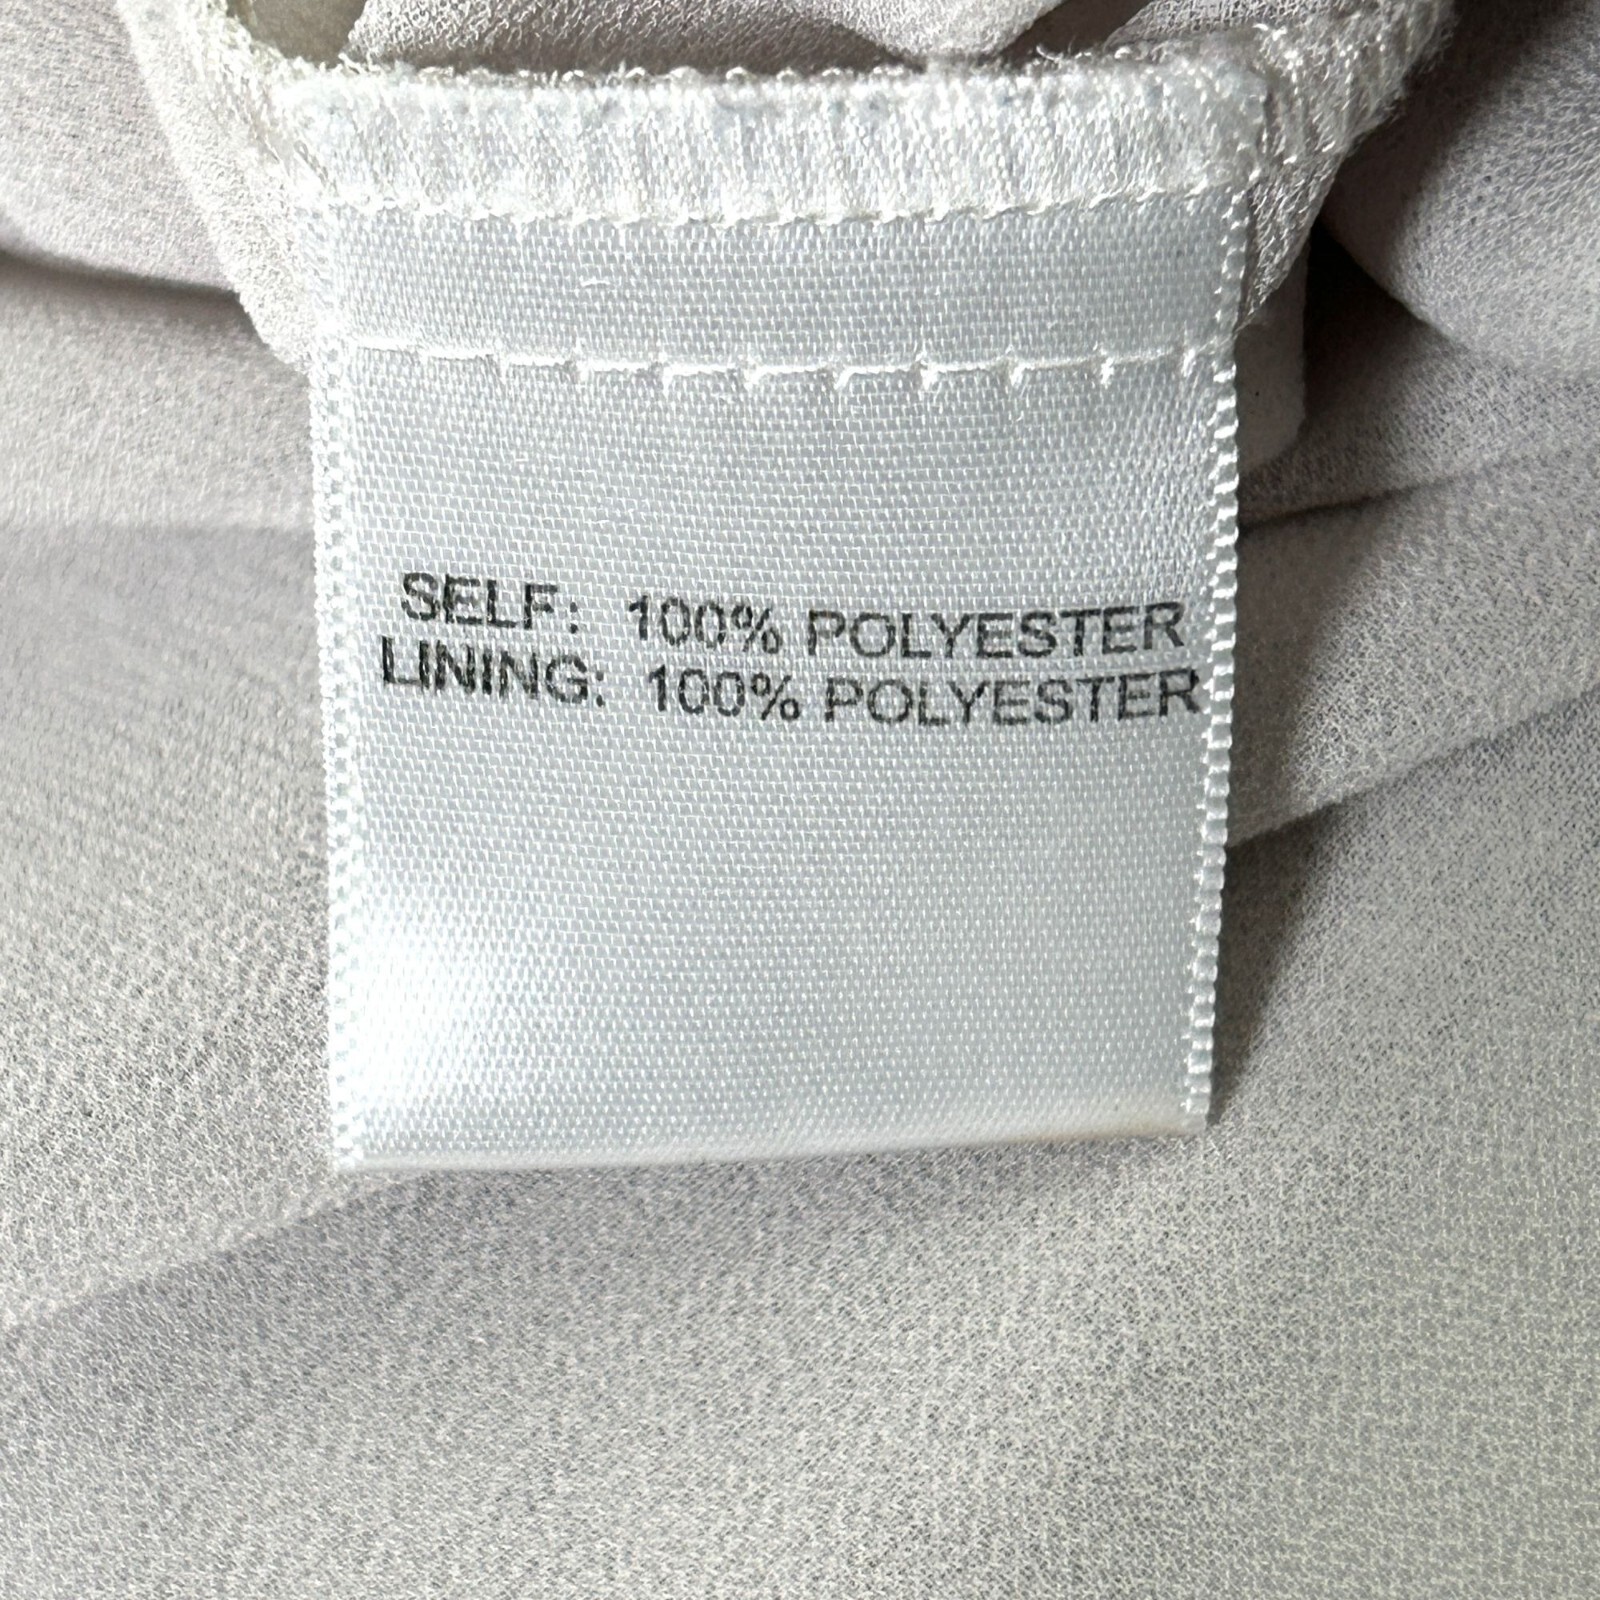 SELF: 100% POLYESTER
LINING: 100% POLYESTER